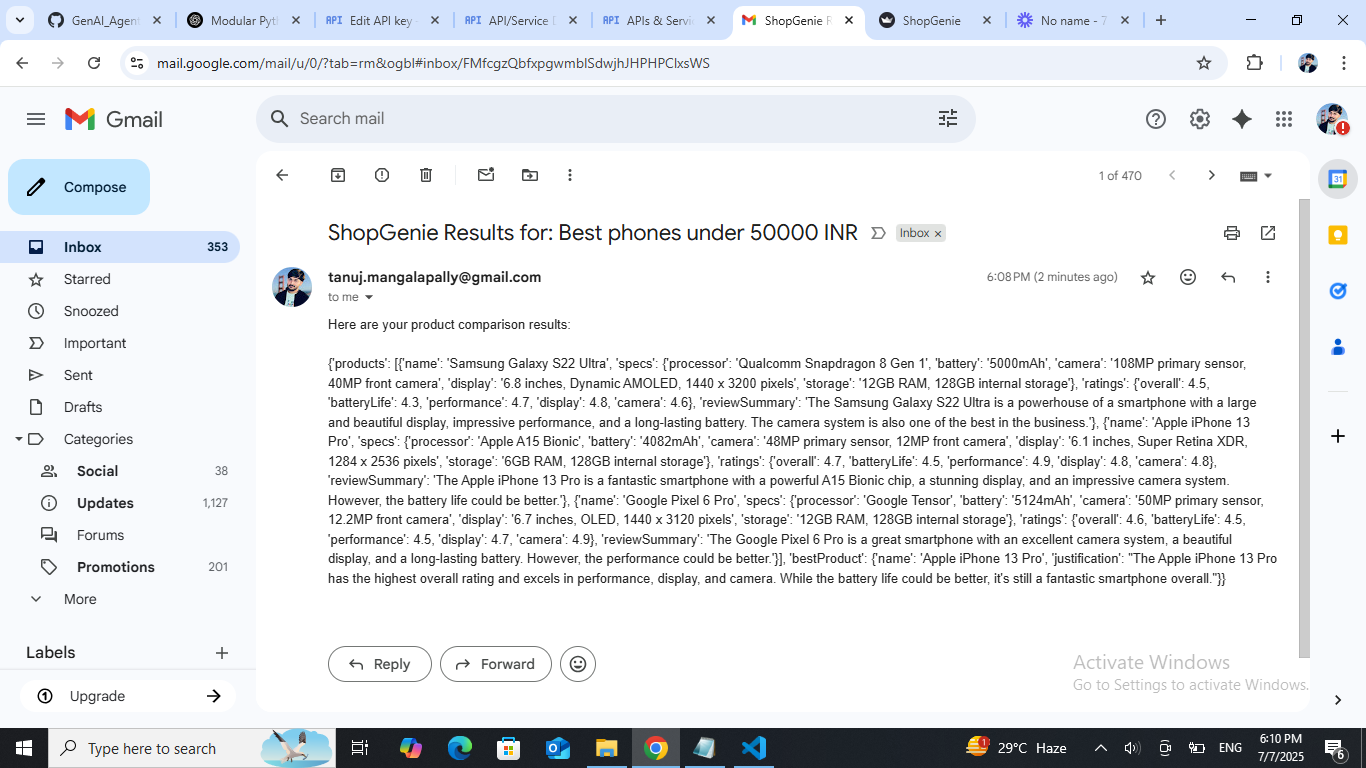 GenAI_Agen
Modular Pyt
API Edit API key -
API API/Service D
API APIs & Servi
ShopGenie R
ShopGenie
No name - 7
mail.google.com/mail/u/0/?tab=rm&ogbl#inbox/FMfcgzQbfxpgwmblSdwjhJHPHPClxsWS
Gmail
Search mail
Compose
1 of 470
Inbox 353
Starred
Snoozed
Important
Sent
Drafts
Categories
Social 38
Updates 1,127
Forums
Promotions 201
More
Labels
Upgrade
ShopGenie Results for: Best phones under 50000 INR
Inbox ×
tanuj.mangalapally@gmail.com
6:08 PM (2 minutes ago)
to me
Here are your product comparison results:
{'products': [{'name': 'Samsung Galaxy S22 Ultra', 'specs': {'processor': 'Qualcomm Snapdragon 8 Gen 1', 'battery': '5000mAh', 'camera': '108MP primary sensor,
40MP front camera', 'display': '6.8 inches, Dynamic AMOLED, 1440 x 3200 pixels', 'storage': '12GB RAM, 128GB internal storage'}, 'ratings': {'overall': 4.5,
'batteryLife': 4.3, 'performance': 4.7, 'display': 4.8, 'camera': 4.6}, 'reviewSummary': 'The Samsung Galaxy S22 Ultra is a powerhouse of a smartphone with a large
and beautiful display, impressive performance, and a long-lasting battery. The camera system is also one of the best in the business.'}, {'name': 'Apple iPhone 13
Pro', 'specs': {'processor': 'Apple A15 Bionic', 'battery': '4082mAh', 'camera': '48MP primary sensor, 12MP front camera', 'display': '6.1 inches, Super Retina XDR,
1284 x 2536 pixels', 'storage': '6GB RAM, 128GB internal storage'}, 'ratings': {'overall': 4.7, 'batteryLife': 4.5, 'performance': 4.9, 'display': 4.8, 'camera': 4.8},
'reviewSummary': 'The Apple iPhone 13 Pro is a fantastic smartphone with a powerful A15 Bionic chip, a stunning display, and an impressive camera system.
However, the battery life could be better.'}, {'name': 'Google Pixel 6 Pro', 'specs': {'processor': 'Google Tensor', 'battery': '5124mAh', 'camera': '50MP primary sensor,
12.2MP front camera', 'display': '6.7 inches, OLED, 1440 x 3120 pixels', 'storage': '12GB RAM, 128GB internal storage'}, 'ratings': {'overall': 4.6, 'batteryLife': 4.5,
'performance': 4.5, 'display': 4.7, 'camera': 4.9}, 'reviewSummary': 'The Google Pixel 6 Pro is a great smartphone with an excellent camera system, a beautiful
display, and a long-lasting battery. However, the performance could be better.'}], 'bestProduct': {'name': 'Apple iPhone 13 Pro', 'justification': "The Apple iPhone 13 Pro
has the highest overall rating and excels in performance, display, and camera. While the battery life could be better, it's still a fantastic smartphone overall."}}
Reply
Forward
Activate Windows
Go to Settings to activate Windows.
31
Type here to search
1
29°C Haze
ENG
6:10 PM
7/7/2025
6